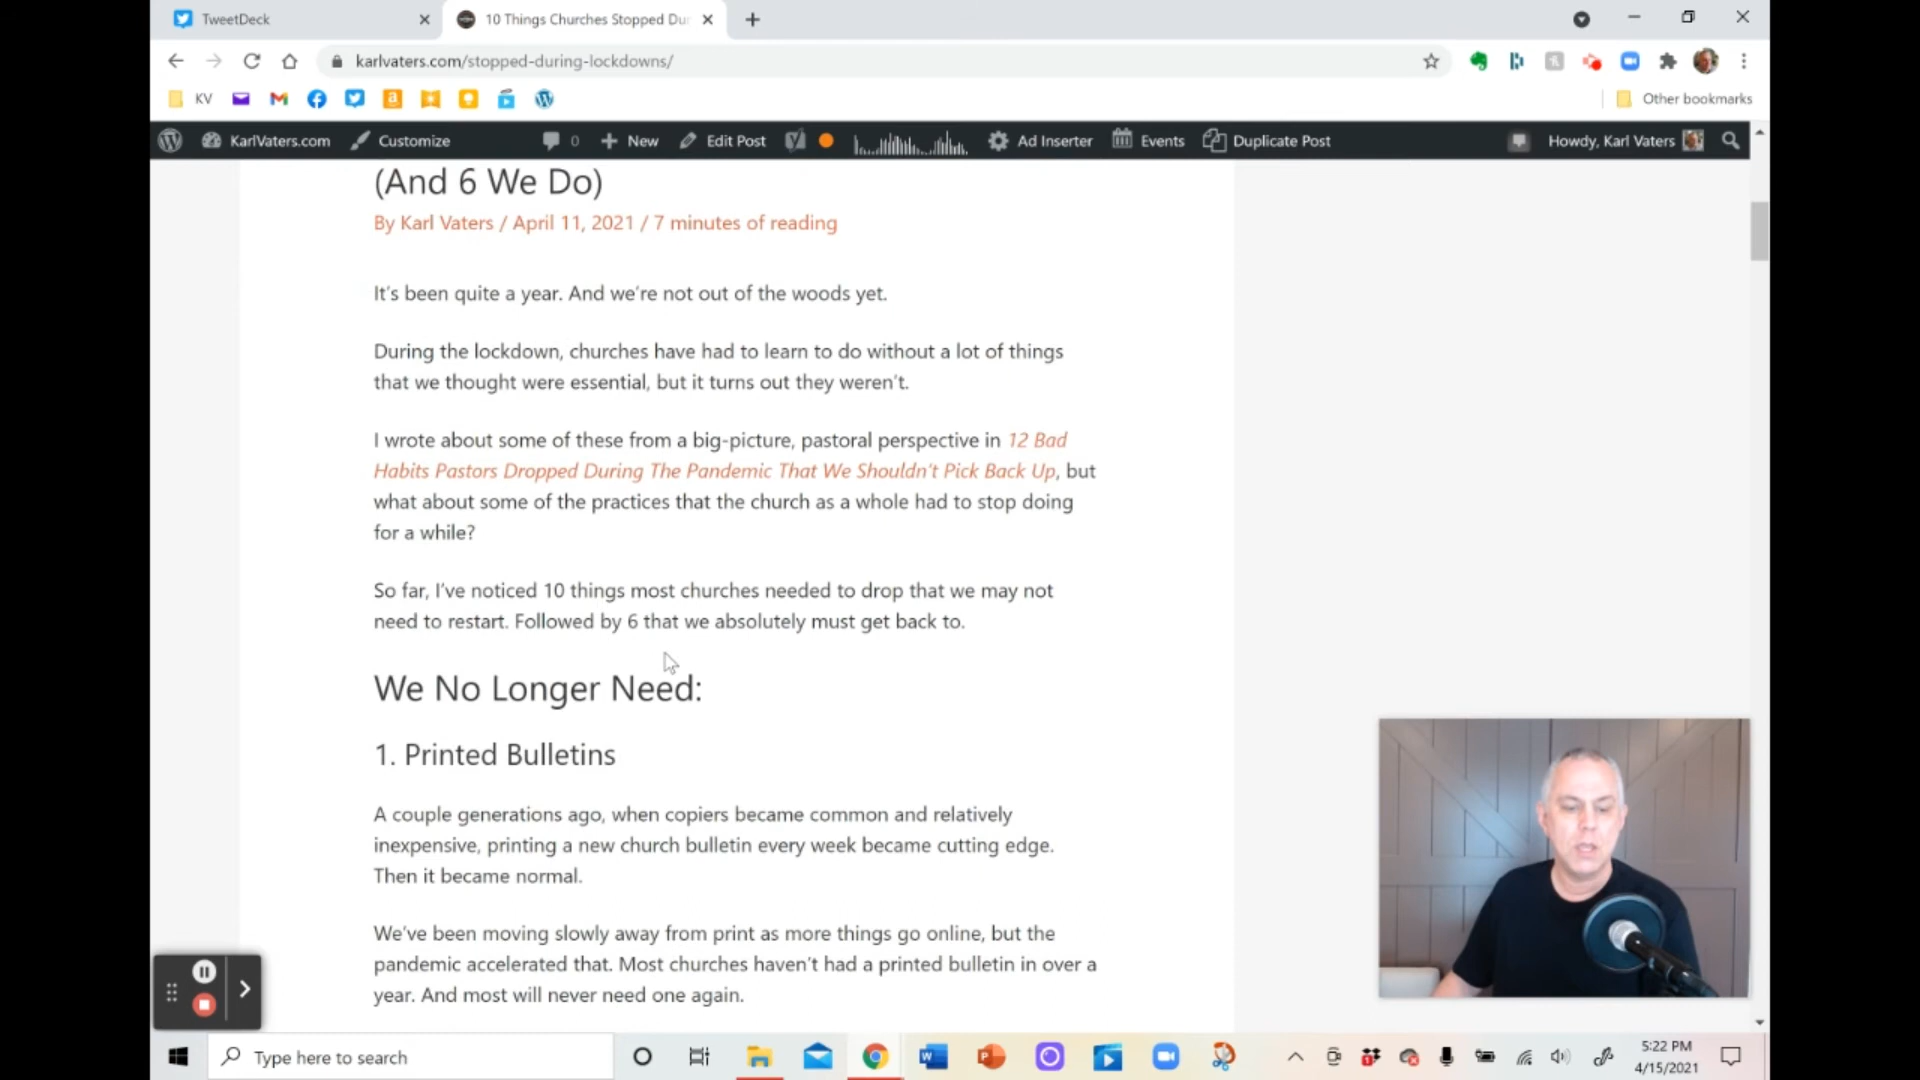 TweetDeck
10 Things Churches Stopped Du
karlvaters.com/stopped-during-lockdowns/
KV
Other bookmarks
KarlVaters.com
Customize
0
New
Edit Post
Ad Inserter
Events
Duplicate Post
Howdy, Karl Vaters
(And 6 We Do)
By Karl Vaters / April 11, 2021 / 7 minutes of reading
It's been quite a year. And we're not out of the woods yet.
During the lockdown, churches have had to learn to do without a lot of things
that we thought were essential, but it turns out they weren't.
I wrote about some of these from a big-picture, pastoral perspective in 12 Bad
Habits Pastors Dropped During The Pandemic That We Shouldn't Pick Back Up, but
what about some of the practices that the church as a whole had to stop doing
for a while?
So far, I've noticed 10 things most churches needed to drop that we may not
need to restart. Followed by 6 that we absolutely must get back to.
We No Longer Need:
1. Printed Bulletins
A couple generations ago, when copiers became common and relatively
inexpensive, printing a new church bulletin every week became cutting edge.
Then it became normal.
We've been moving slowly away from print as more things go online, but the
pandemic accelerated that. Most churches haven't had a printed bulletin in over a
year. And most will never need one again.
Type here to search
5:22 PM
4/15/2021